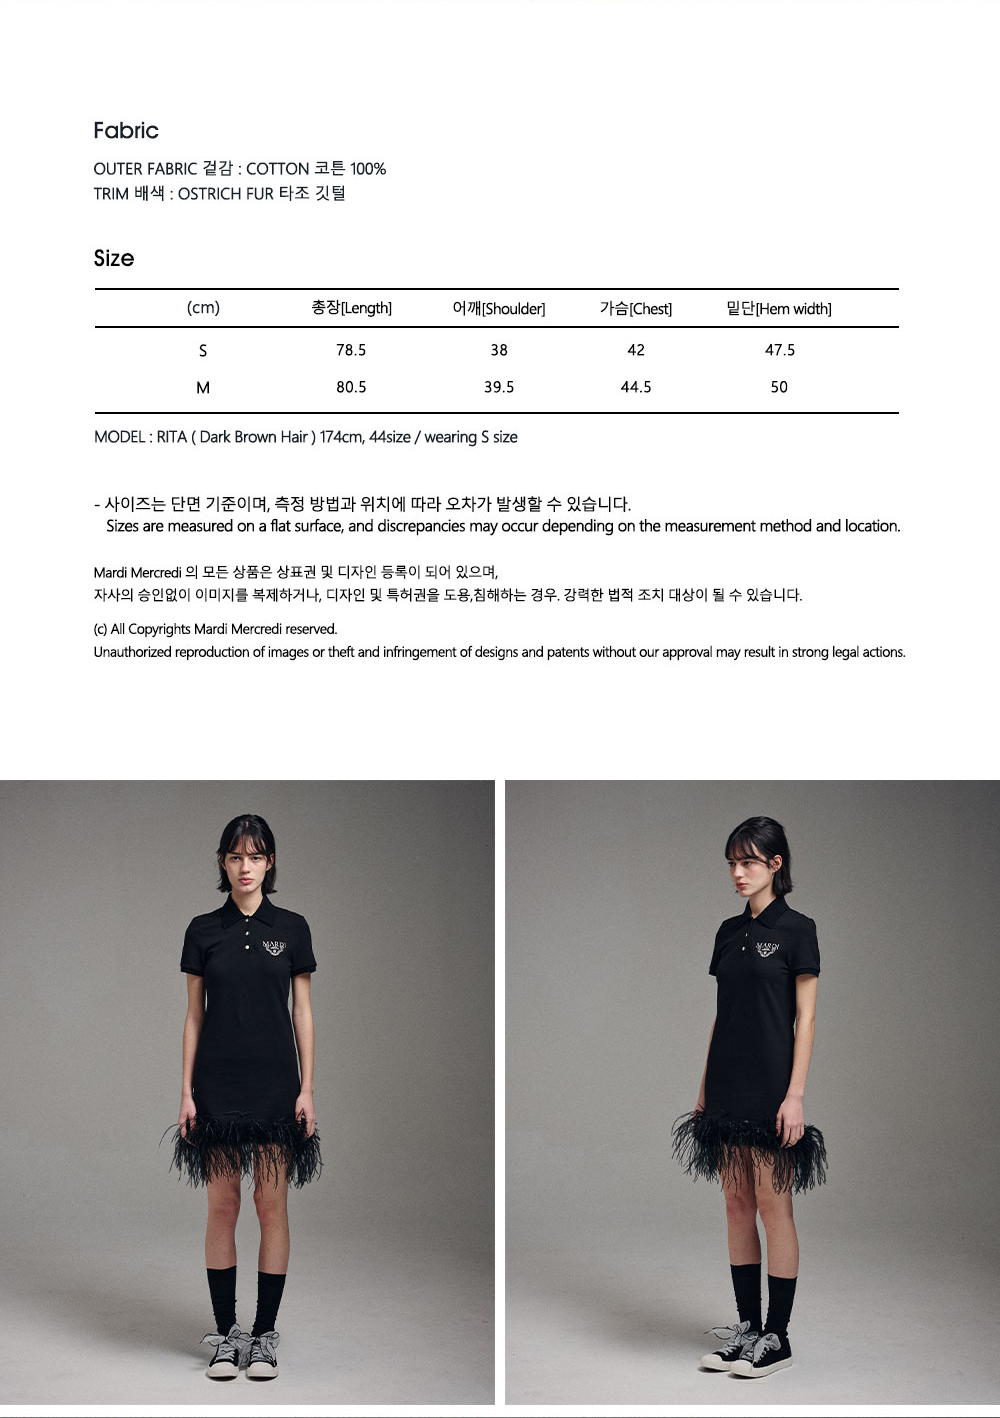 Fabric
OUTER FABRIC 겉감 : COTTON 코튼 100%
TRIM 배색 : OSTRICH FUR 타조 깃털
Size
(cm) 총장[Length] 어깨[Shoulder] 가슴[Chest] 밑단[Hem width]
S 78.5 38 42 47.5
M 80.5 39.5 44.5 50
MODEL : RITA ( Dark Brown Hair ) 174cm, 44size / wearing S size
- 사이즈는 단면 기준이며, 측정 방법과 위치에 따라 오차가 발생할 수 있습니다.
Sizes are measured on a flat surface, and discrepancies may occur depending on the measurement method and location.
Mardi Mercredi 의 모든 상품은 상표권 및 디자인 등록이 되어 있으며,
자사의 승인없이 이미지를 복제하거나, 디자인 및 특허권을 도용,침해하는 경우. 강력한 법적 조치 대상이 될 수 있습니다.
(c) All Copyrights Mardi Mercredi reserved.
Unauthorized reproduction of images or theft and infringement of designs and patents without our approval may result in strong legal actions.
MARDI
MARDI